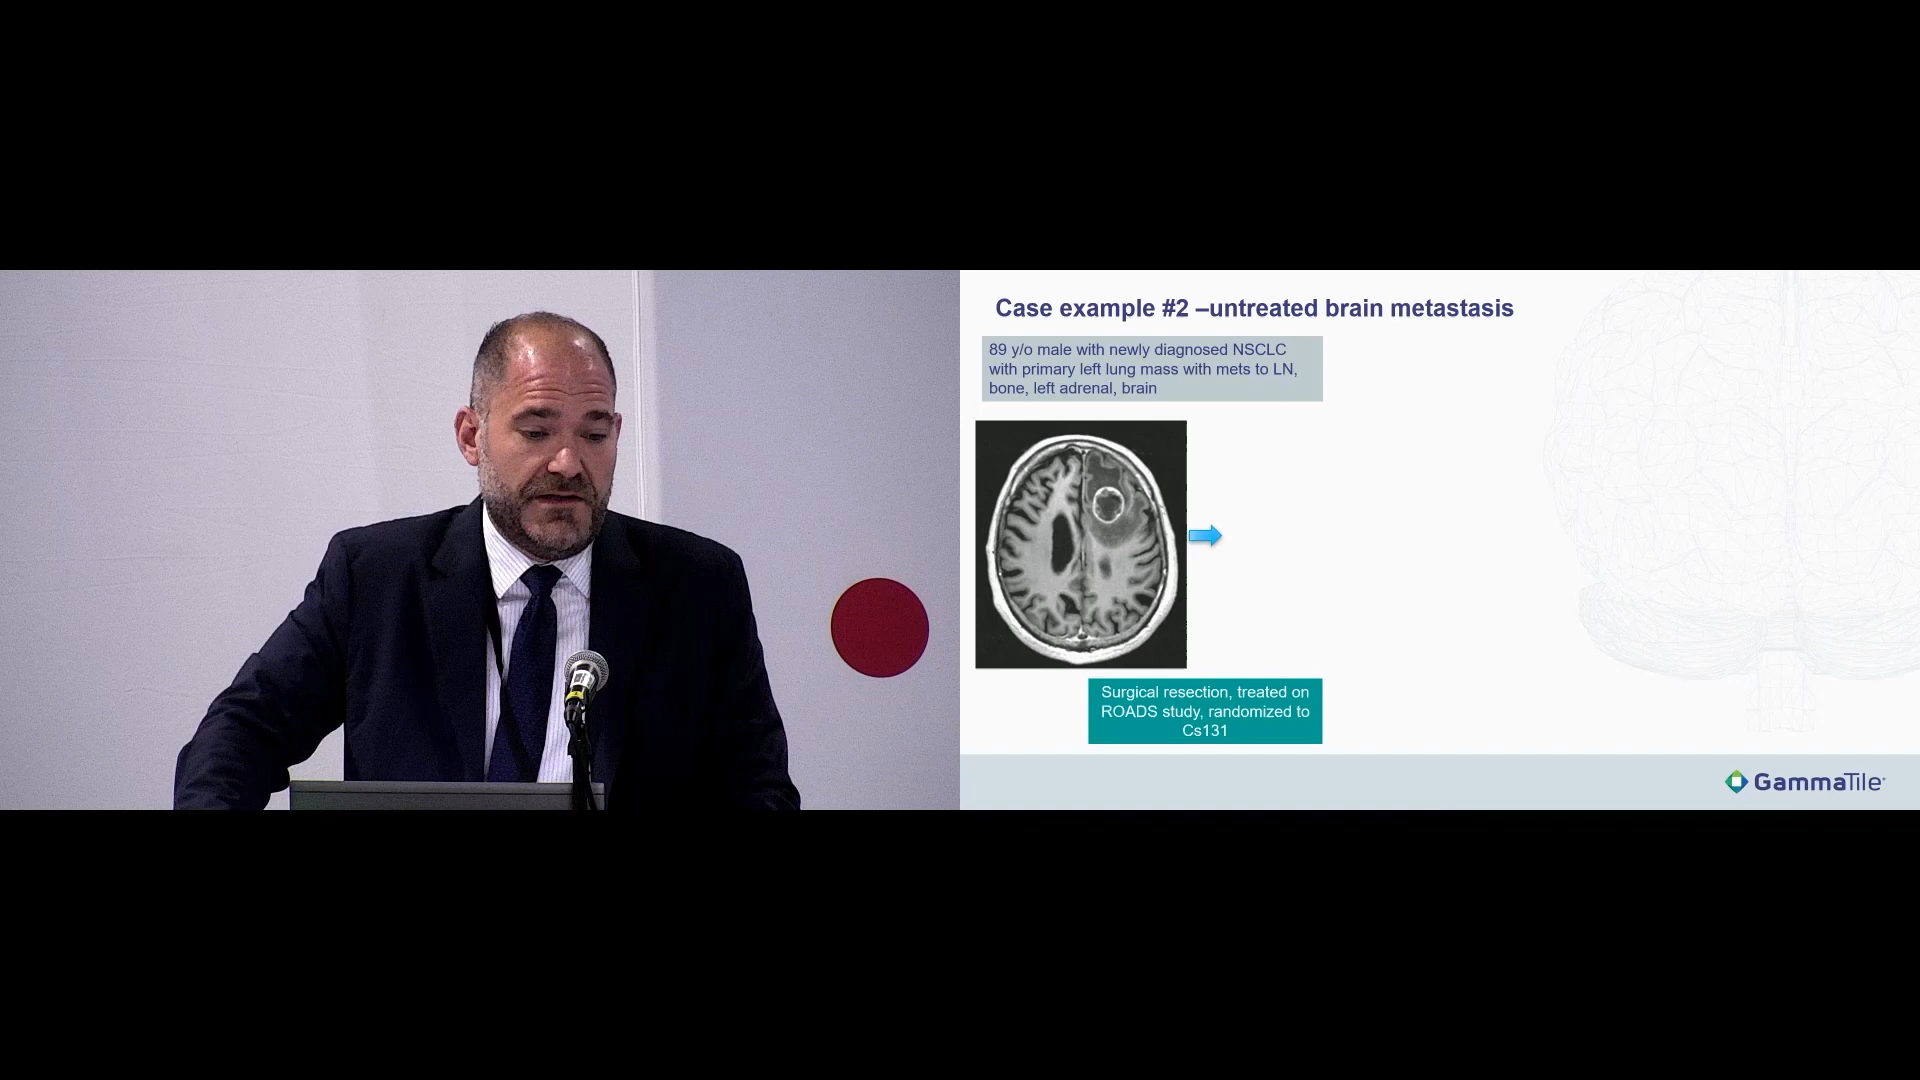 Case example #2 –untreated brain metastasis
89 y/o male with newly diagnosed NSCLC
with primary left lung mass with mets to LN,
bone, left adrenal, brain
Surgical resection, treated on
ROADS study, randomized to
Cs131
GammaTile